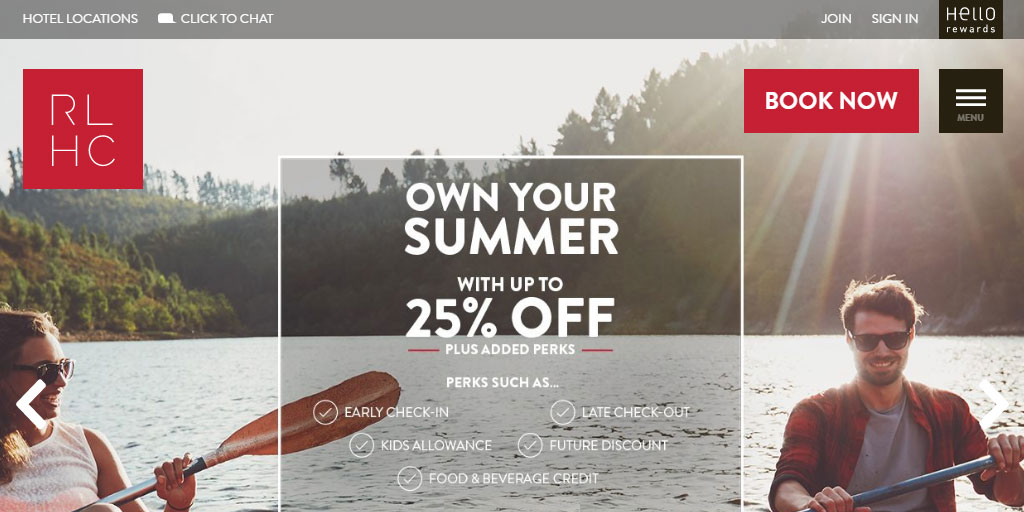 HOTEL LOCATIONS
CLICK TO CHAT
JOIN
SIGN IN
Hello
rewards
RL
HC
BOOK NOW
MENU
OWN YOUR
SUMMER
WITH UP TO
25% OFF
PLUS ADDED PERKS
PERKS SUCH AS...
EARLY CHECK-IN
LATE CHECK-OUT
KIDS ALLOWANCE
FUTURE DISCOUNT
FOOD & BEVERAGE CREDIT